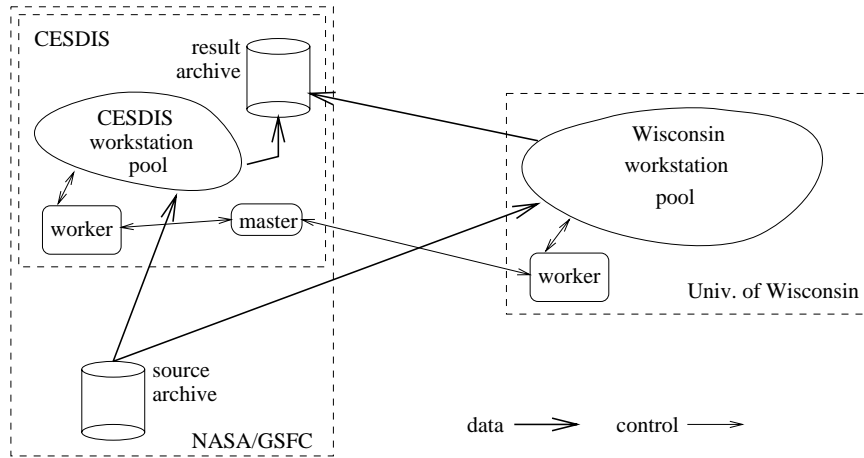 CESDIS
result
archive
CESDIS
workstation
pool
Wisconsin
workstation
pool
worker
master
worker
Univ. of Wisconsin
source
archive
NASA/GSFC
data
control